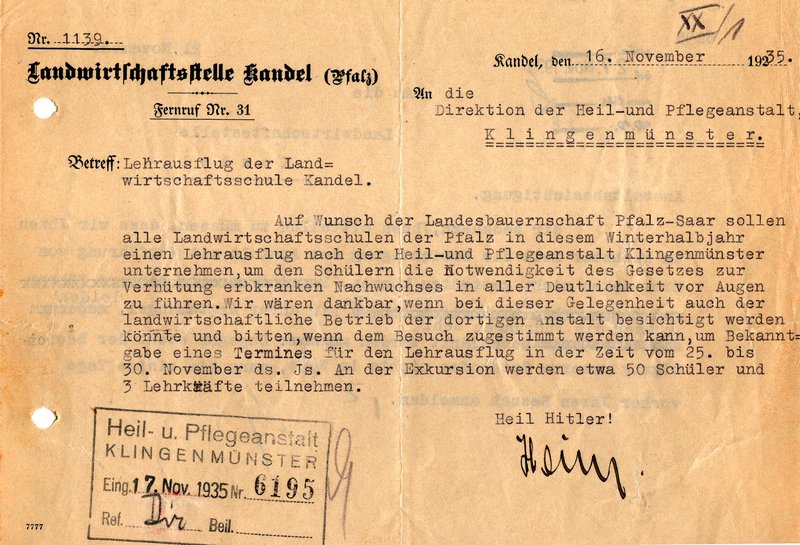 XX/1
Nr. 1139.
Landwirtschaftsstelle Kandel (Pfalz)
Fernruf Nr. 31
Kandel, den 16. November 1935.
An die
Direktion der Heil-und Pflegeanstalt,
Klingenmünster.
Betreff: Lehrausflug der Land=
wirtschaftsschule Kandel.
Auf Wunsch der Landesbauernschaft Pfalz-Saar sollen
alle Landwirtschaftsschulen der Pfalz in diesem Winterhalbjahr
einen Lehrausflug nach der Heil-und Pflegeanstalt Klingenmünster
unternehmen,um den Schülern die Notwendigkeit des Gesetzes zur
Verhütung erbkranken Nachwuchses in aller Deutlichkeit vor Augen
zu führen.Wir wären dankbar,wenn bei dieser Gelegenheit auch der
landwirtschaftliche Betrieb der dortigen Anstalt besichtigt werden
könnte und bitten,wenn dem Besuch zugestimmt werden kann,um Bekannt=
gabe eines Termines für den Lehrausflug in der Zeit vom 25. bis
30. November ds. Js. An der Exkursion werden etwa 50 Schüler und
3 Lehrkräfte teilnehmen.
Heil Hitler!
Heil- u. Pflegeanstalt
KLINGENMÜNSTER
Eing. 17. Nov. 1935 Nr. 6195
Ref. Dir Beil.
7777